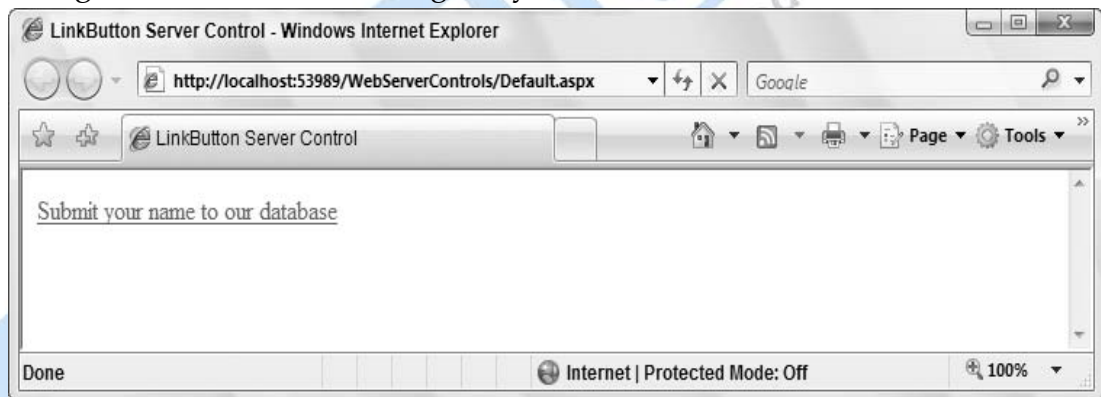 LinkButton Server Control - Windows Internet Explorer
http://localhost:53989/WebServerControls/Default.aspx Google
LinkButton Server Control Page Tools »
Submit your name to our database
Done Internet | Protected Mode: Off 100%